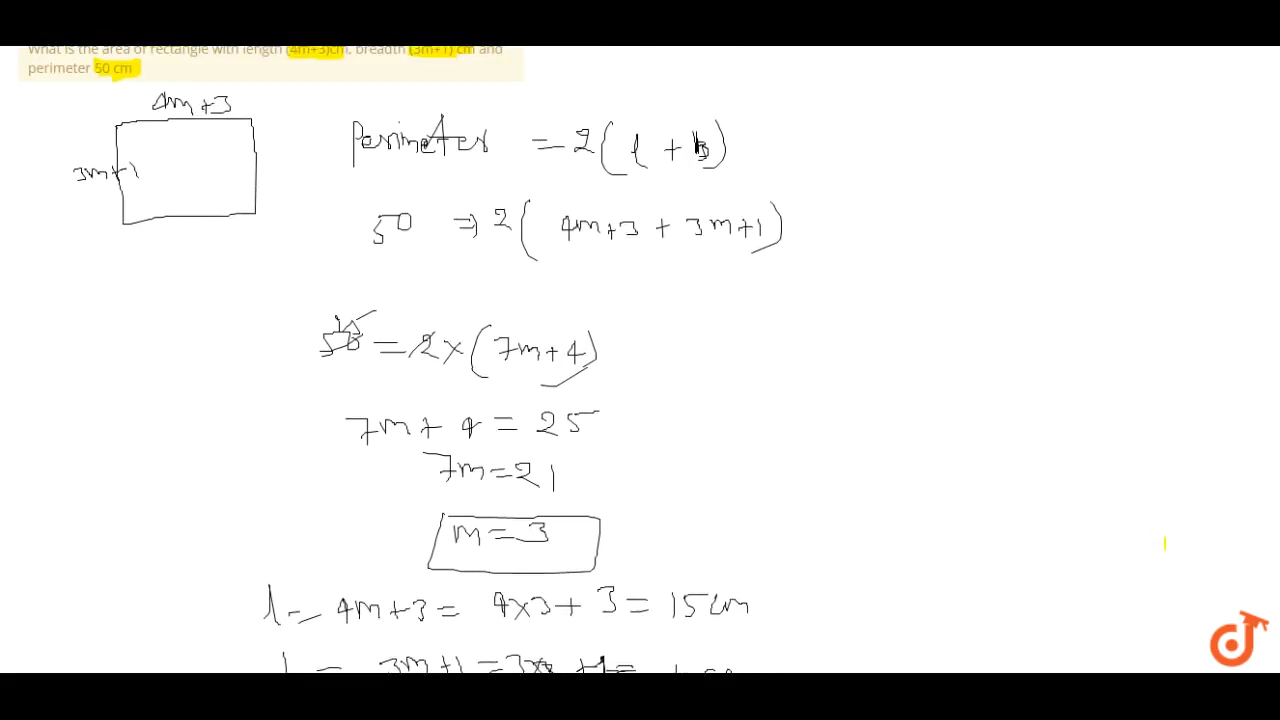 What is the area of rectangle with length (4m+3)cm, breadth (3m+1) cm and
perimeter 50 cm
4m+3
3m+1
Perimeter = 2(l + b)
50 ⇒ 2(4m+3 + 3m+1)
50 = 2×(7m+4)
7m+4 = 25
7m=21
m=3
l= 4m+3 = 4×3+3 = 15cm
= 3m+1 =